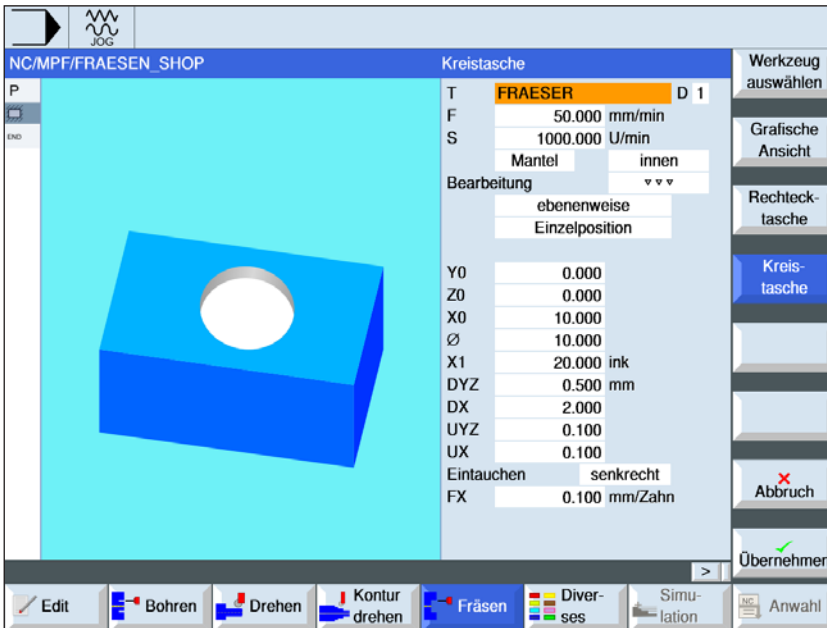 JOG
NC/MPF/FRAESEN_SHOP
Kreistasche
P
END
T FRAESER D 1
F 50.000 mm/min
S 1000.000 U/min
Mantel innen
Bearbeitung ▿▿▿
ebenenweise
Einzelposition
Y0 0.000
Z0 0.000
X0 10.000
Ø 10.000
X1 20.000 ink
DYZ 0.500 mm
DX 2.000
UYZ 0.100
UX 0.100
Eintauchen senkrecht
FX 0.100 mm/Zahn
Werkzeug
auswählen
Grafische
Ansicht
Rechteck-
tasche
Kreis-
tasche
Abbruch
Übernehmen
>
Edit
Bohren
Drehen
Kontur
drehen
Fräsen
Diver-
ses
Simu-
lation
NC
Anwahl